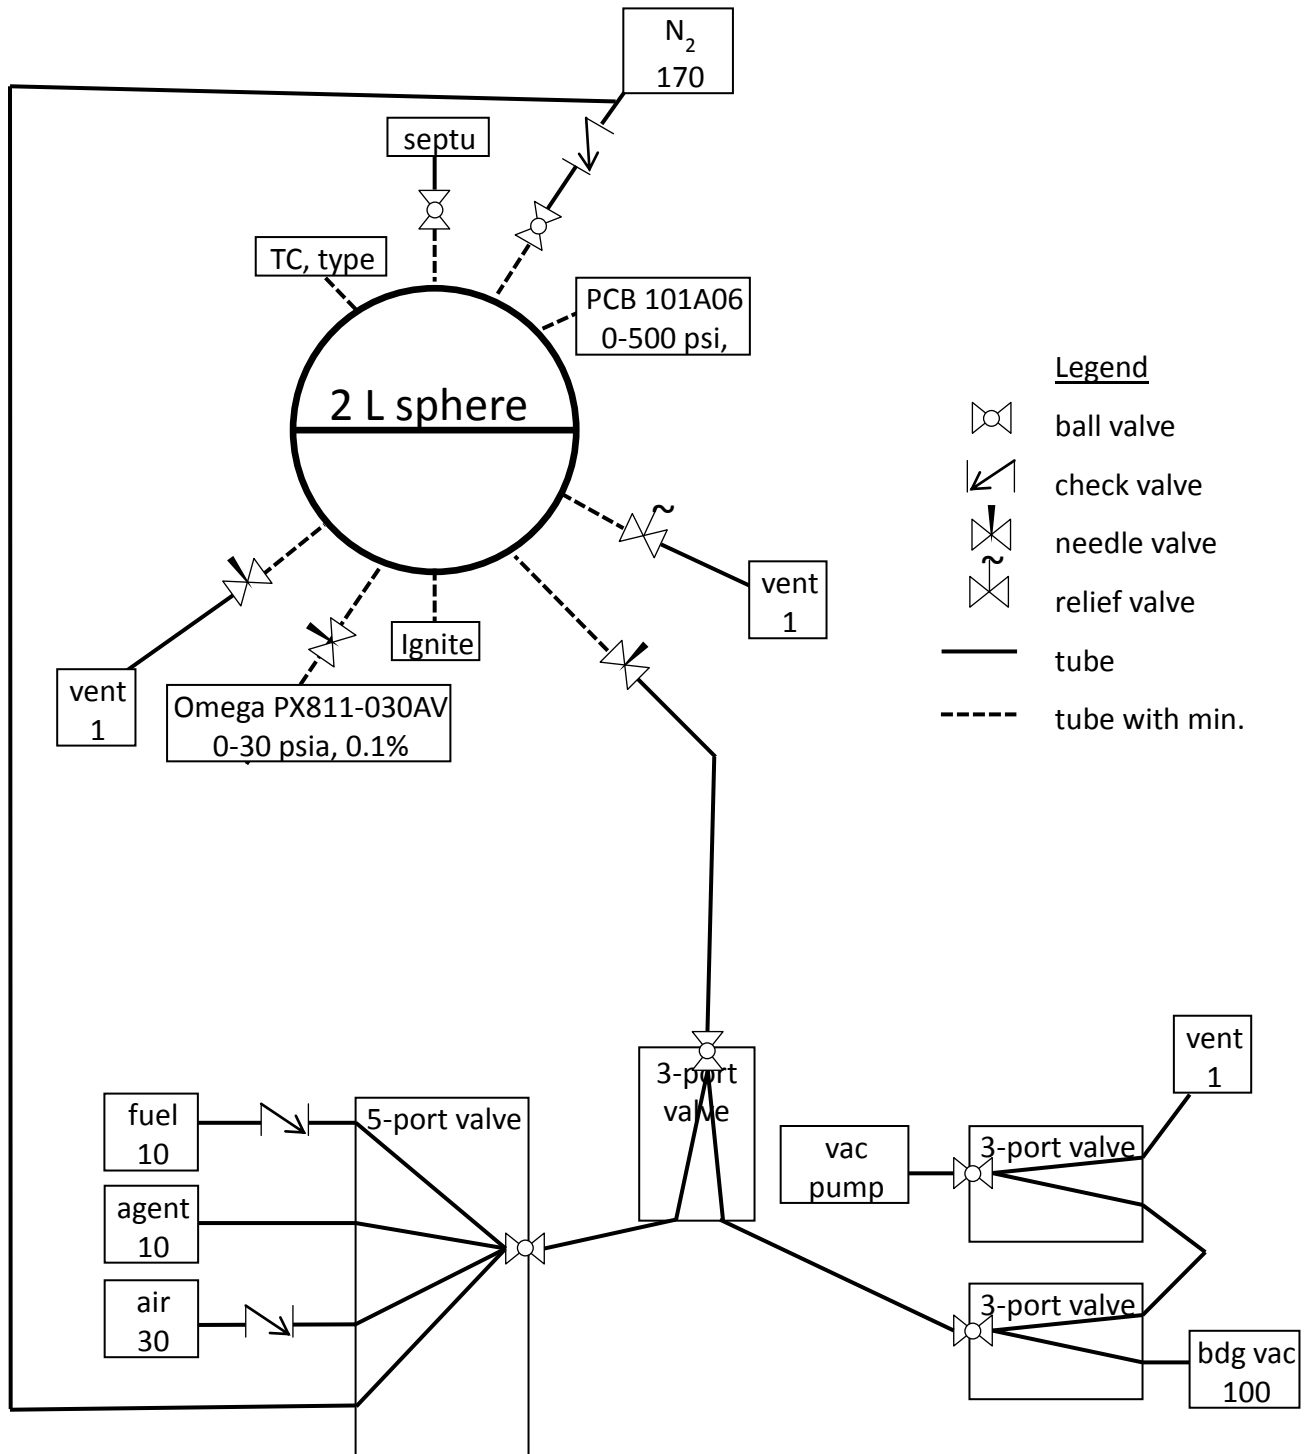 N2
170
septu
TC, type
PCB 101A06
0-500 psi,
2 L sphere
Legend
ball valve
check valve
needle valve
relief valve
tube
tube with min.
vent
1
Ignite
vent
1
Omega PX811-030AV
0-30 psia, 0.1%
vent
1
3-port
valve
fuel
10
5-port valve
vac
pump
3-port valve
agent
10
air
30
3-port valve
bdg vac
100